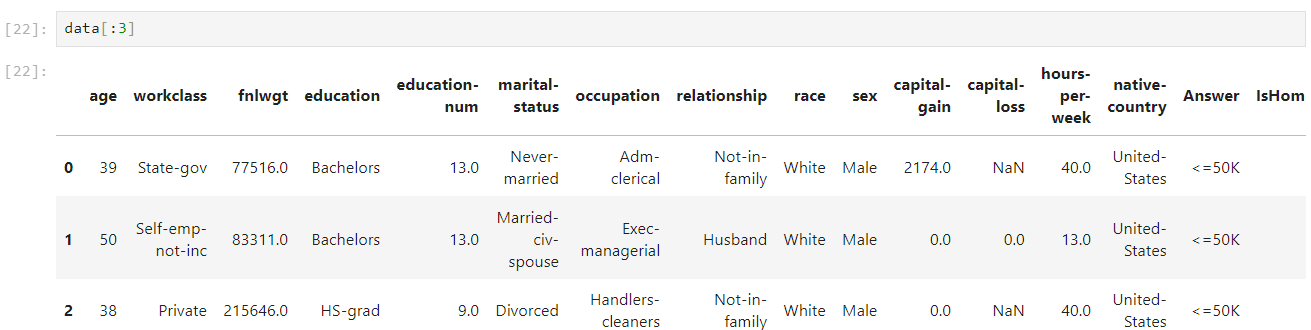 [22]: data[:3]
[22]:
age workclass fnlwgt education education-num marital-status occupation relationship race sex capital-gain capital-loss hours-per-week native-country Answer IsHom
0 39 State-gov 77516.0 Bachelors 13.0 Never-married Adm-clerical Not-in-family White Male 2174.0 NaN 40.0 United-States <=50K
1 50 Self-emp-not-inc 83311.0 Bachelors 13.0 Married-civ-spouse Exec-managerial Husband White Male 0.0 0.0 13.0 United-States <=50K
2 38 Private 215646.0 HS-grad 9.0 Divorced Handlers-cleaners Not-in-family White Male 0.0 NaN 40.0 United-States <=50K